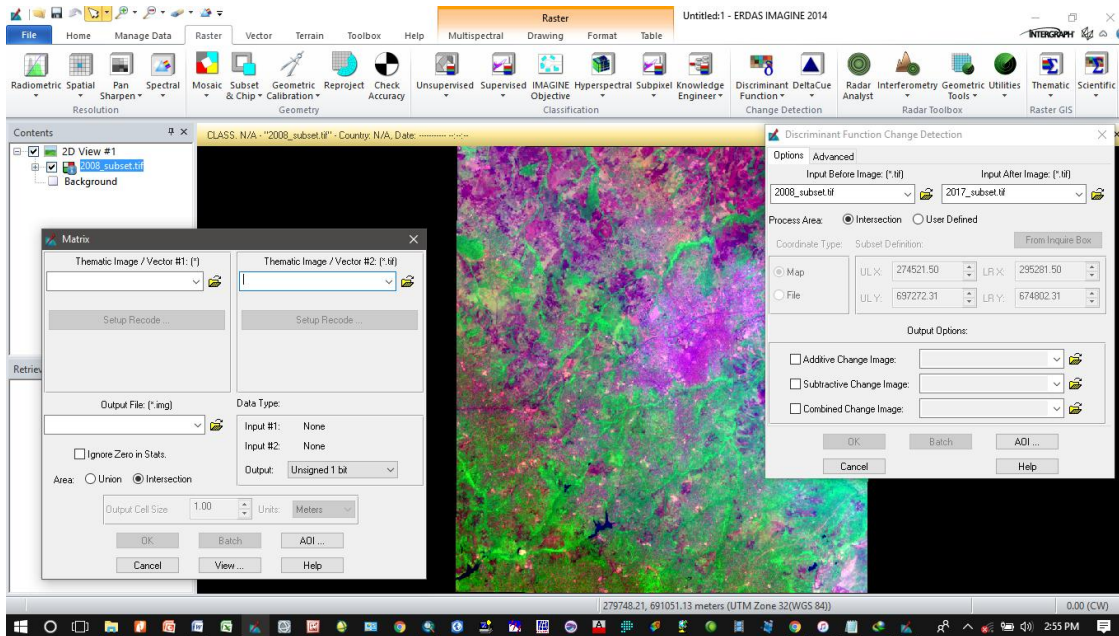 Raster
Untitled:1 - ERDAS IMAGINE 2014
File Home Manage Data Raster Vector Terrain Toolbox Help Multispectral Drawing Format Table
INTERGRAPH
Radiometric Spatial Pan Sharpen Spectral Mosaic Subset & Chip Geometric Calibration Reproject Check Accuracy Unsupervised Supervised IMAGINE Objective Hyperspectral Subpixel Knowledge Engineer Discriminant Function DeltaCue Radar Analyst Interferometry Geometric Tools Utilities Thematic Scientific
Resolution Geometry Classification Change Detection Radar Toolbox Raster GIS
Contents
2D View #1
2008_subset.tif
Background
CLASS. N/A - "2008_subset.tif" - Country: N/A, Date: ---------- --:--:--
Retriev
Matrix
Thematic Image / Vector #1: (*)
Thematic Image / Vector #2: (*.tif)
Setup Recode ...
Setup Recode ...
Output File: (*.img)
Data Type:
Input #1: None
Input #2: None
Ignore Zero in Stats.
Output: Unsigned 1 bit
Area: Union Intersection
Output Cell Size: 1.00 Units: Meters
OK Batch AOI ...
Cancel View ... Help
Discriminant Function Change Detection
Options Advanced
Input Before Image: (*.tif) Input After Image: (*.tif)
2008_subset.tif 2017_subset.tif
Process Area: Intersection User Defined
Coordinate Type: Subset Definition: From Inquire Box
Map ULX: 274521.50 LRX: 295281.50
File ULY: 697272.31 LRY: 674802.31
Output Options:
Additive Change Image:
Subtractive Change Image:
Combined Change Image:
OK Batch AOI ...
Cancel Help
279748.21, 691051.13 meters (UTM Zone 32(WGS 84))
0.00 (CW)
2:55 PM